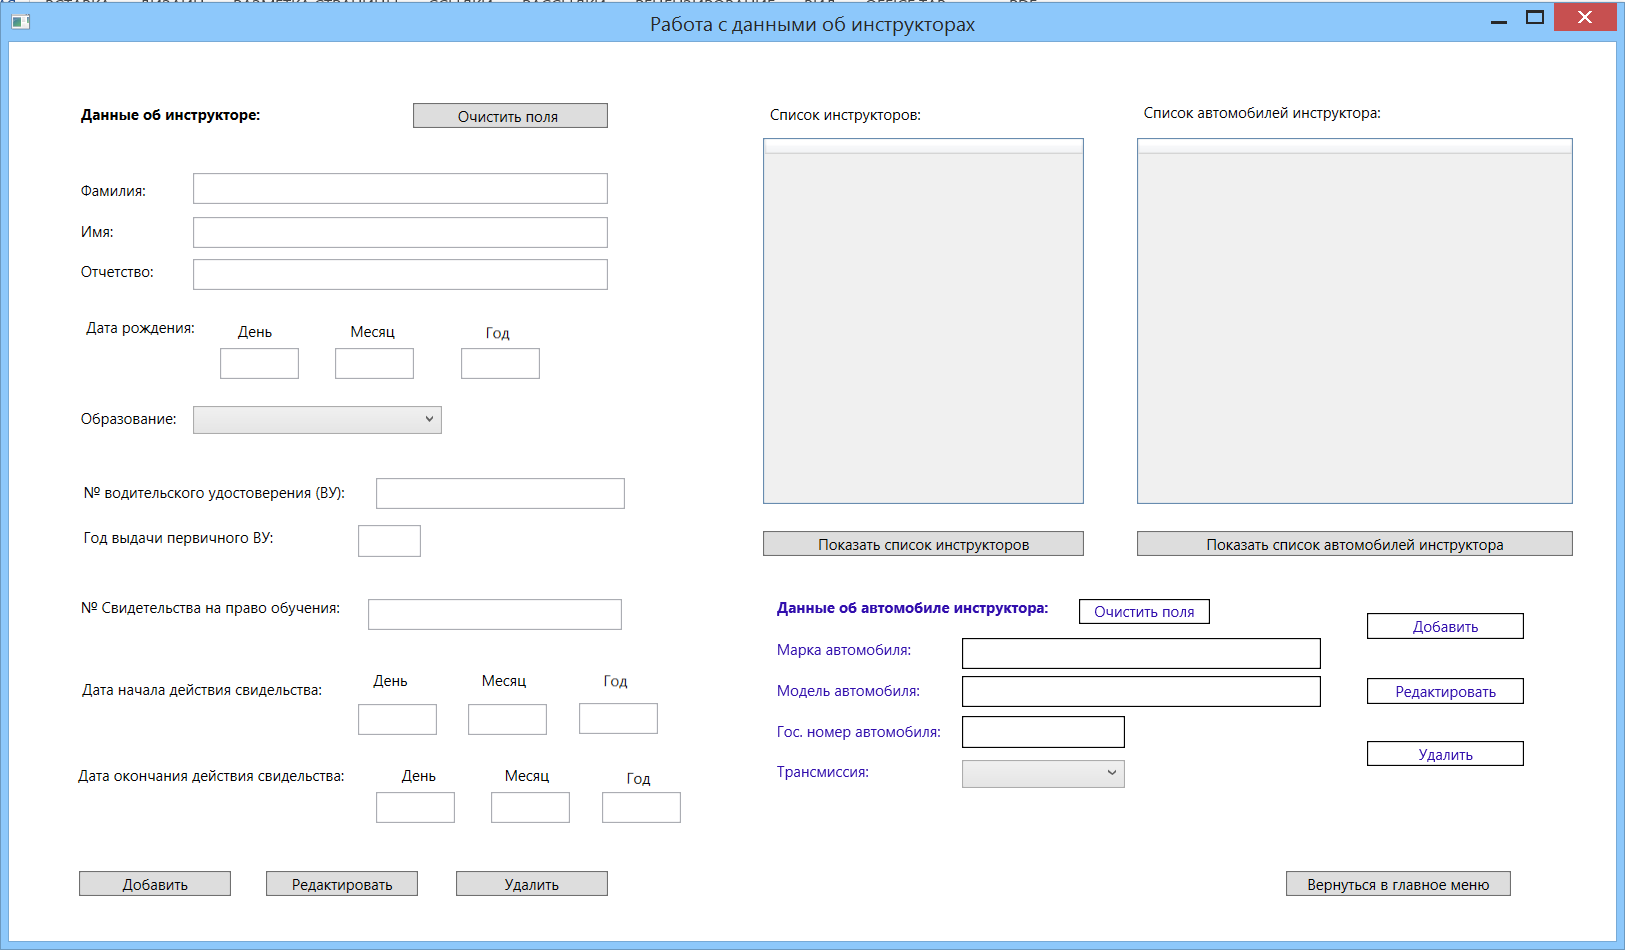 Работа с данными об инструкторах
Данные об инструкторе:
Очистить поля
Фамилия:
Имя:
Отчетство:
Дата рождения:
День
Месяц
Год
Образование:
№ водительского удостоверения (ВУ):
Год выдачи первичного ВУ:
№ Свидетельства на право обучения:
Дата начала действия свидельства:
День
Месяц
Год
Дата окончания действия свидельства:
День
Месяц
Год
Добавить
Редактировать
Удалить
Список инструкторов:
Показать список инструкторов
Список автомобилей инструктора:
Показать список автомобилей инструктора
Данные об автомобиле инструктора:
Очистить поля
Марка автомобиля:
Модель автомобиля:
Гос. номер автомобиля:
Трансмиссия:
Добавить
Редактировать
Удалить
Вернуться в главное меню